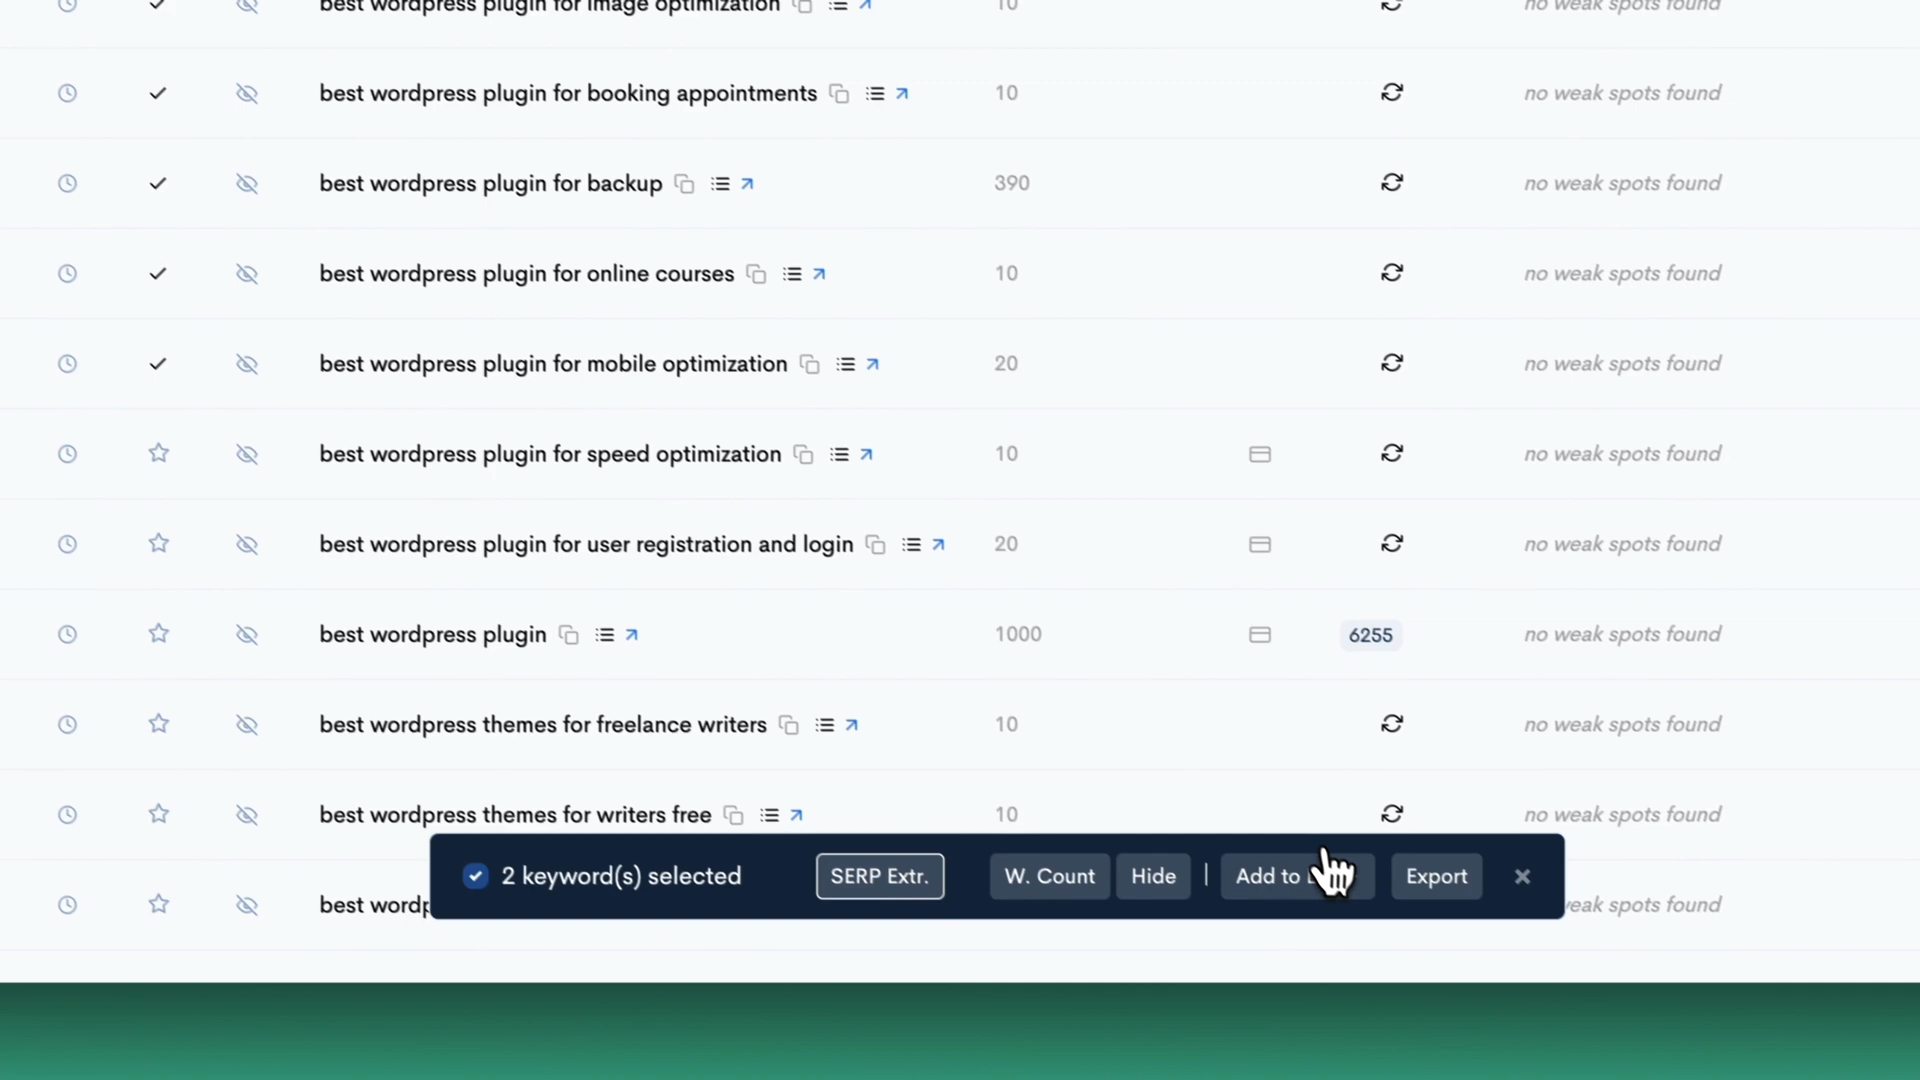 best wordpress plugin for image optimization 10 no weak spots found
best wordpress plugin for booking appointments 10 no weak spots found
best wordpress plugin for backup 390 no weak spots found
best wordpress plugin for online courses 10 no weak spots found
best wordpress plugin for mobile optimization 20 no weak spots found
best wordpress plugin for speed optimization 10 no weak spots found
best wordpress plugin for user registration and login 20 no weak spots found
best wordpress plugin 1000 6255 no weak spots found
best wordpress themes for freelance writers 10 no weak spots found
best wordpress themes for writers free 10 no weak spots found
2 keyword(s) selected SERP Extr. W. Count Hide | Add to Export
best spots found